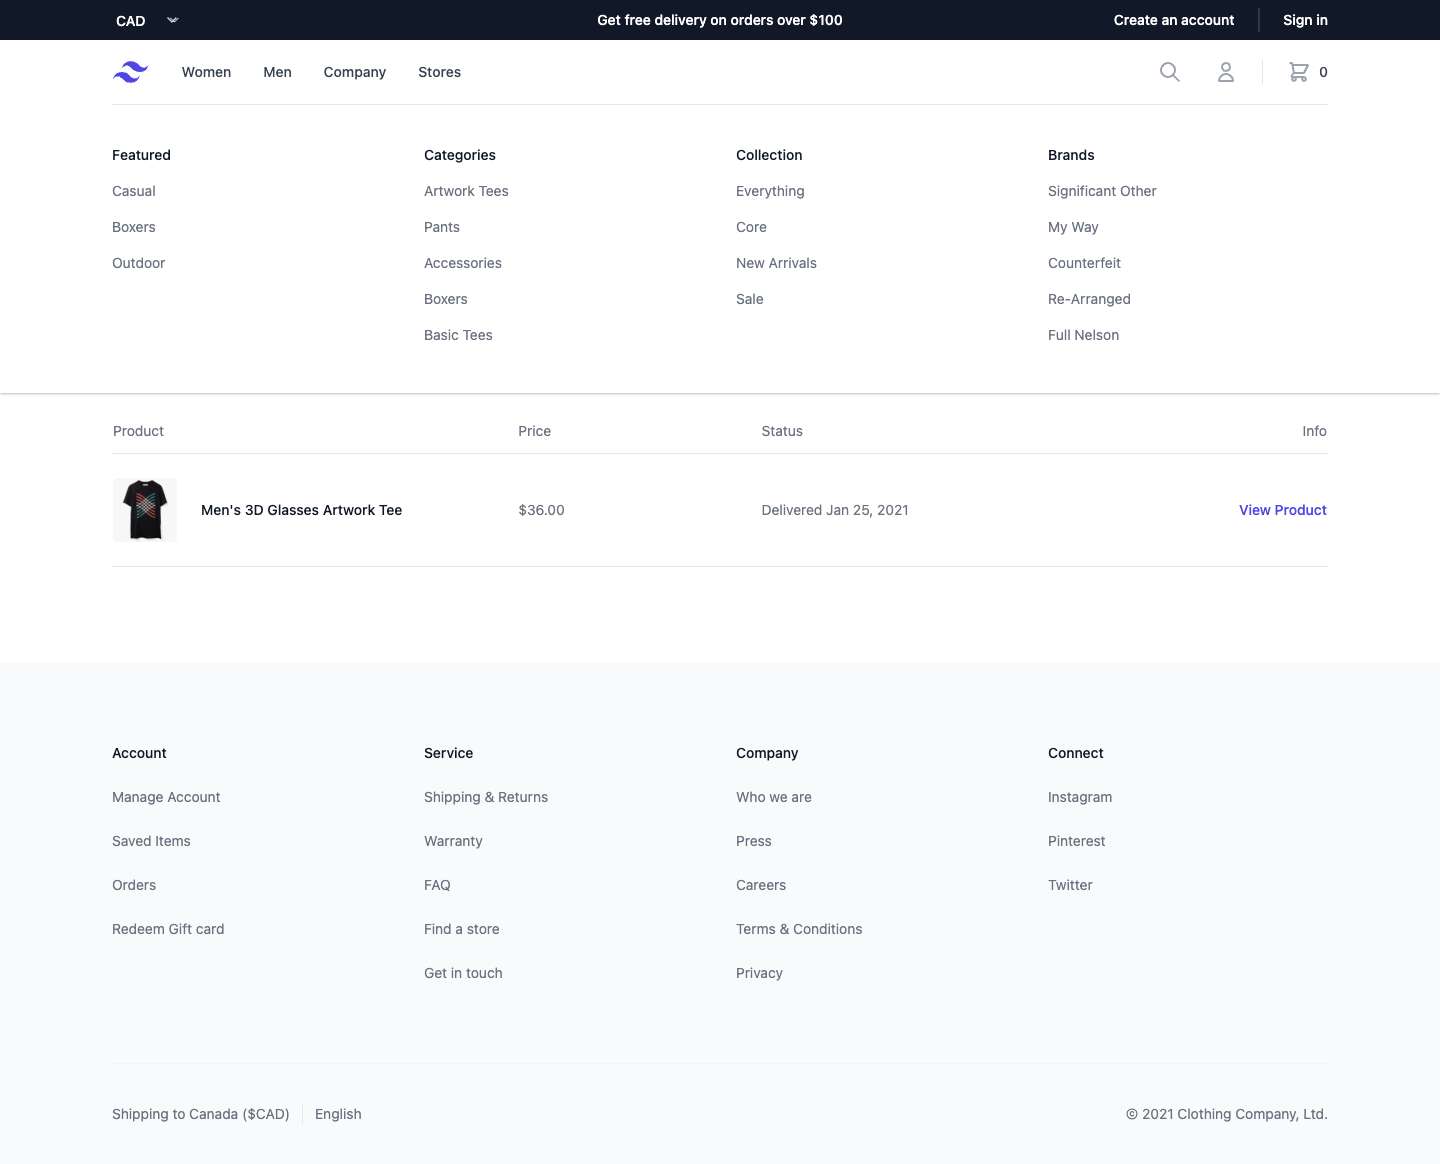 CAD
Get free delivery on orders over $100
Create an account
Sign in
Women
Men
Company
Stores
0
Featured
Casual
Boxers
Outdoor
Categories
Artwork Tees
Pants
Accessories
Boxers
Basic Tees
Collection
Everything
Core
New Arrivals
Sale
Brands
Significant Other
My Way
Counterfeit
Re-Arranged
Full Nelson
Product
Price
Status
Info
Men's 3D Glasses Artwork Tee
$36.00
Delivered Jan 25, 2021
View Product
Account
Manage Account
Saved Items
Orders
Redeem Gift card
Service
Shipping & Returns
Warranty
FAQ
Find a store
Get in touch
Company
Who we are
Press
Careers
Terms & Conditions
Privacy
Connect
Instagram
Pinterest
Twitter
Shipping to Canada ($CAD)
English
© 2021 Clothing Company, Ltd.